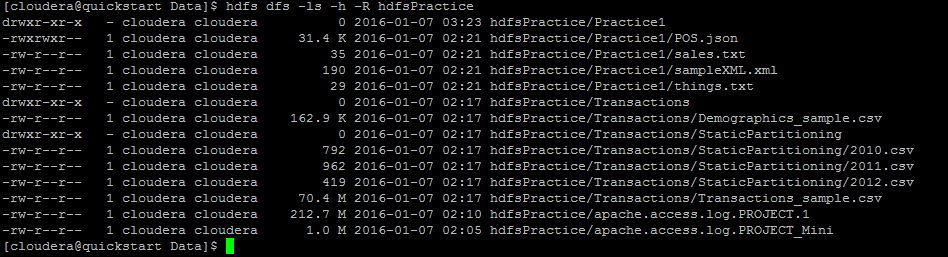 [cloudera@quickstart Data]$ hdfs dfs -ls -h -R hdfsPractice
drwxr-xr-x   - cloudera cloudera          0 2016-01-07 03:23 hdfsPractice/Practice1
-rwxrwxr--   1 cloudera cloudera     31.4 K 2016-01-07 02:21 hdfsPractice/Practice1/POS.json
-rw-r--r--   1 cloudera cloudera         35 2016-01-07 02:21 hdfsPractice/Practice1/sales.txt
-rw-r--r--   1 cloudera cloudera        190 2016-01-07 02:21 hdfsPractice/Practice1/sampleXML.xml
-rw-r--r--   1 cloudera cloudera         29 2016-01-07 02:21 hdfsPractice/Practice1/things.txt
drwxr-xr-x   - cloudera cloudera          0 2016-01-07 02:17 hdfsPractice/Transactions
-rw-r--r--   1 cloudera cloudera    162.9 K 2016-01-07 02:17 hdfsPractice/Transactions/Demographics_sample.csv
drwxr-xr-x   - cloudera cloudera          0 2016-01-07 02:17 hdfsPractice/Transactions/StaticPartitioning
-rw-r--r--   1 cloudera cloudera        792 2016-01-07 02:17 hdfsPractice/Transactions/StaticPartitioning/2010.csv
-rw-r--r--   1 cloudera cloudera        962 2016-01-07 02:17 hdfsPractice/Transactions/StaticPartitioning/2011.csv
-rw-r--r--   1 cloudera cloudera        419 2016-01-07 02:17 hdfsPractice/Transactions/StaticPartitioning/2012.csv
-rw-r--r--   1 cloudera cloudera     70.4 M 2016-01-07 02:17 hdfsPractice/Transactions/Transactions_sample.csv
-rw-r--r--   1 cloudera cloudera    212.7 M 2016-01-07 02:10 hdfsPractice/apache.access.log.PROJECT.1
-rw-r--r--   1 cloudera cloudera      1.0 M 2016-01-07 02:05 hdfsPractice/apache.access.log.PROJECT_Mini
[cloudera@quickstart Data]$